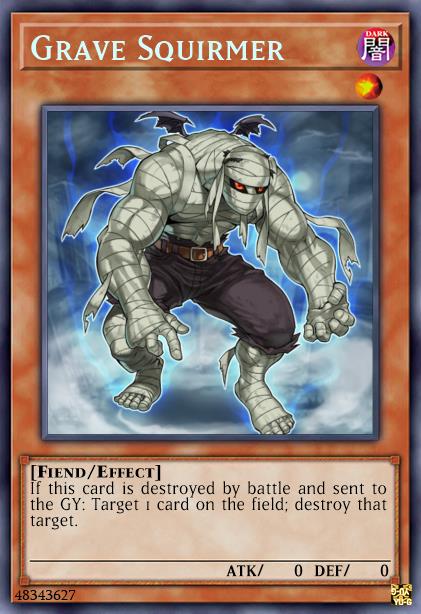 Grave Squirmer
DARK
闇
[Fiend/Effect]
If this card is destroyed by battle and sent to
the GY: Target 1 card on the field; destroy that
target.
ATK/ 0 DEF/ 0
48343627